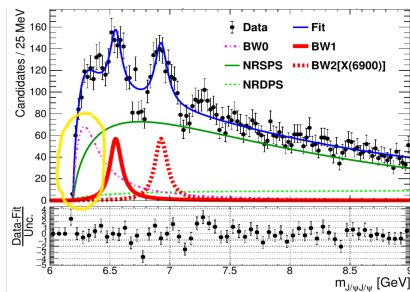 Candidates / 25 MeV
160
140
120
100
80
60
40
20
0
Data
Fit
BW0
BW1
NRSPS
BW2[X(6900)]
NRDPS
Data-Fit
Unc.
6
6.5
7
7.5
8
8.5
9
m_{J/ψJ/ψ} [GeV]